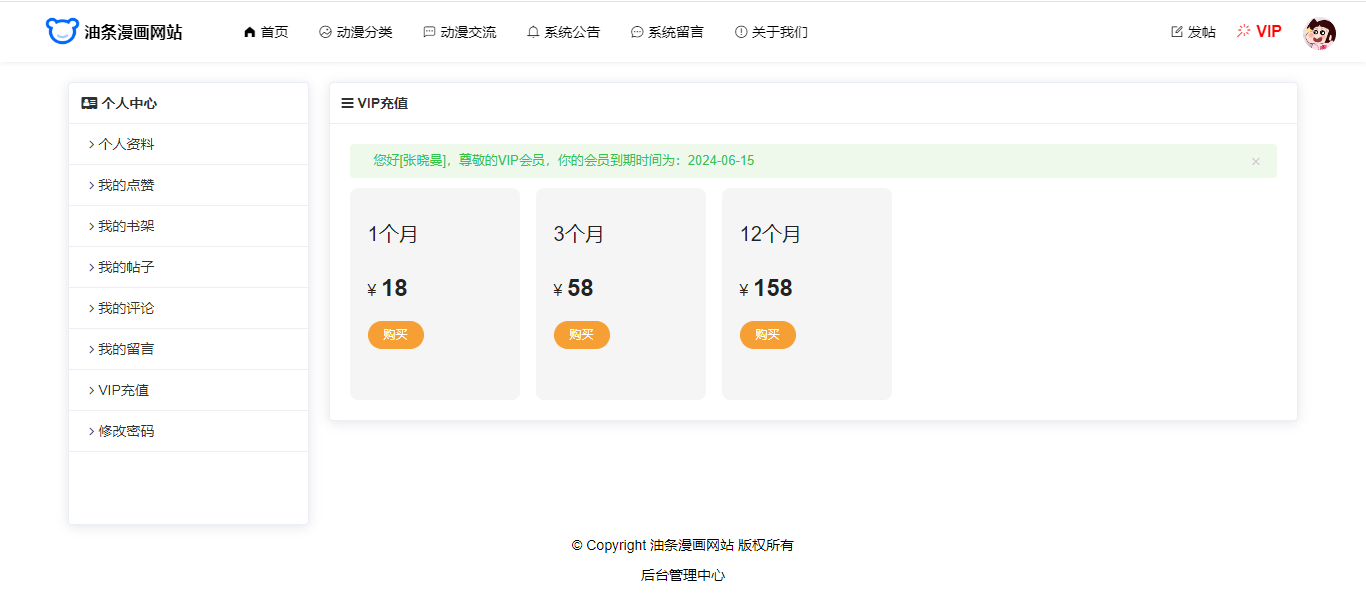 油条漫画网站 首页 动漫分类 动漫交流 系统公告 系统留言 关于我们 发帖 VIP
个人中心
个人资料
我的点赞
我的书架
我的帖子
我的评论
我的留言
VIP充值
修改密码
VIP充值
您好[张晓曼]，尊敬的VIP会员，你的会员到期时间为：2024-06-15 ×
1个月
¥ 18
购买
3个月
¥ 58
购买
12个月
¥ 158
购买
© Copyright 油条漫画网站 版权所有
后台管理中心